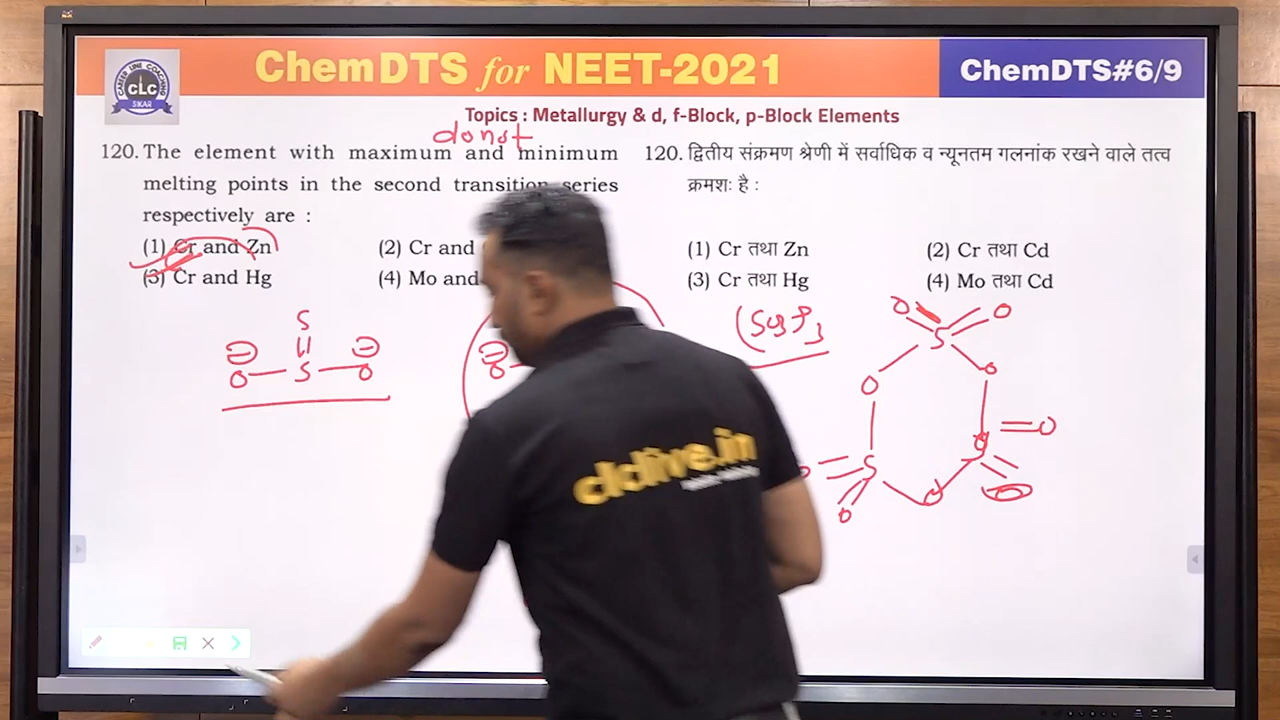 ChemDTS for NEET-2021
ChemDTS#6/9
CAREER LINE COACHING
CLC
SIKAR
Topics : Metallurgy & d, f-Block, p-Block Elements
donot
120. The element with maximum and minimum
melting points in the second transition series
respectively are :
(1) Cr and Zn
(2) Cr and
(3) Cr and Hg
(4) Mo and
120. द्वितीय संक्रमण श्रेणी में सर्वाधिक व न्यूनतम गलनांक रखने वाले तत्व
क्रमशः है :
(1) Cr तथा Zn
(2) Cr तथा Cd
(3) Cr तथा Hg
(4) Mo तथा Cd
S
O S O
O
O O
S
O O
O
S S
O O
O
clclive.in